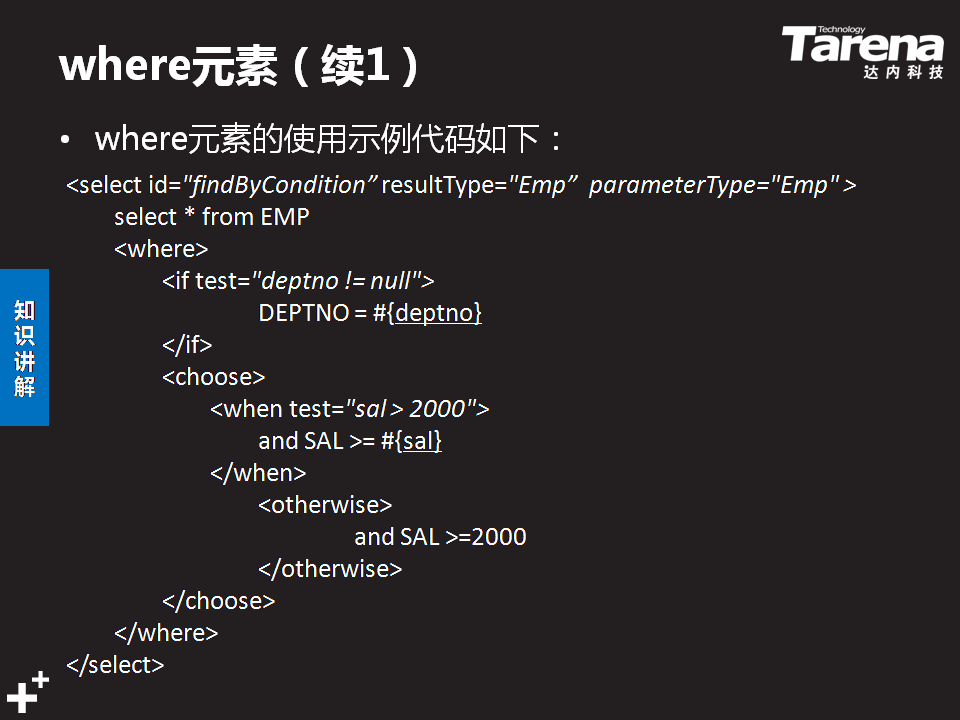 where元素（续1）
Technology
Tarena
达内科技
• where元素的使用示例代码如下：
<select id="findByCondition” resultType="Emp”  parameterType="Emp" >
select * from EMP
<where>
<if test="deptno != null">
DEPTNO = #{deptno}
</if>
<choose>
<when test="sal > 2000">
and SAL >= #{sal}
</when>
<otherwise>
and SAL >=2000
</otherwise>
</choose>
</where>
</select>
知识讲解